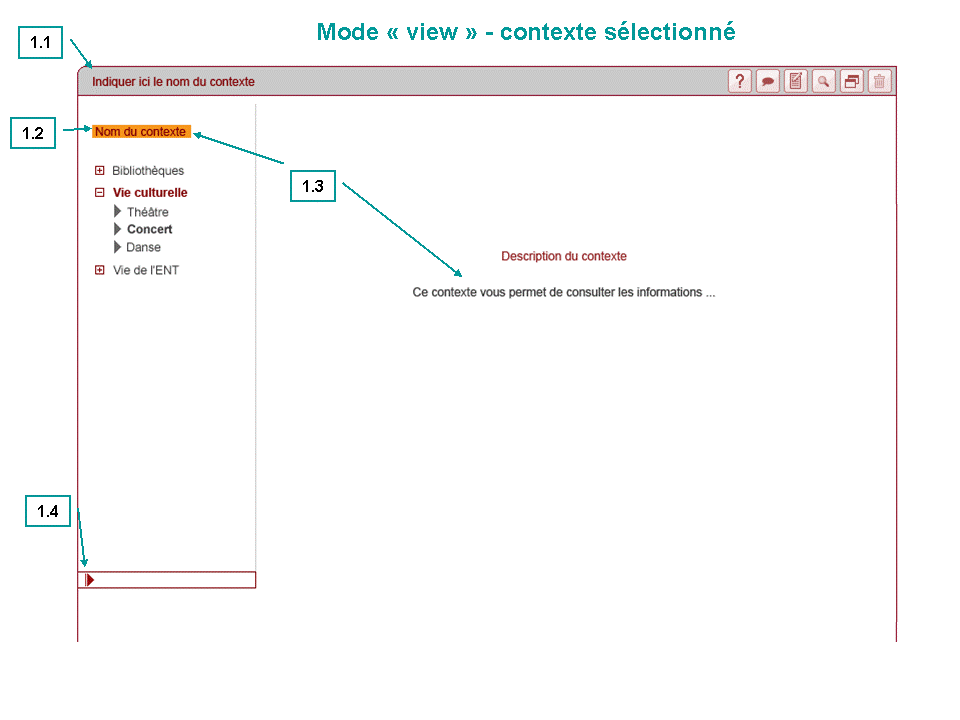 Mode « view » - contexte sélectionné
1.1
Indiquer ici le nom du contexte
?
1.2
Nom du contexte
Bibliothèques
1.3
Vie culturelle
Théâtre
Concert
Danse
Vie de l'ENT
Description du contexte
Ce contexte vous permet de consulter les informations ...
1.4